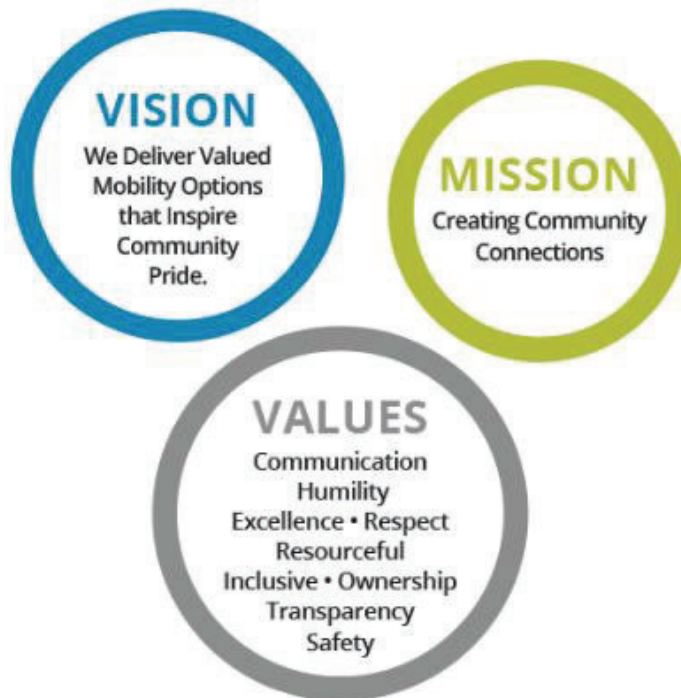 VISION
We Deliver Valued
Mobility Options
that Inspire
Community
Pride.
MISSION
Creating Community
Connections
VALUES
Communication
Humility
Excellence • Respect
Resourceful
Inclusive • Ownership
Transparency
Safety